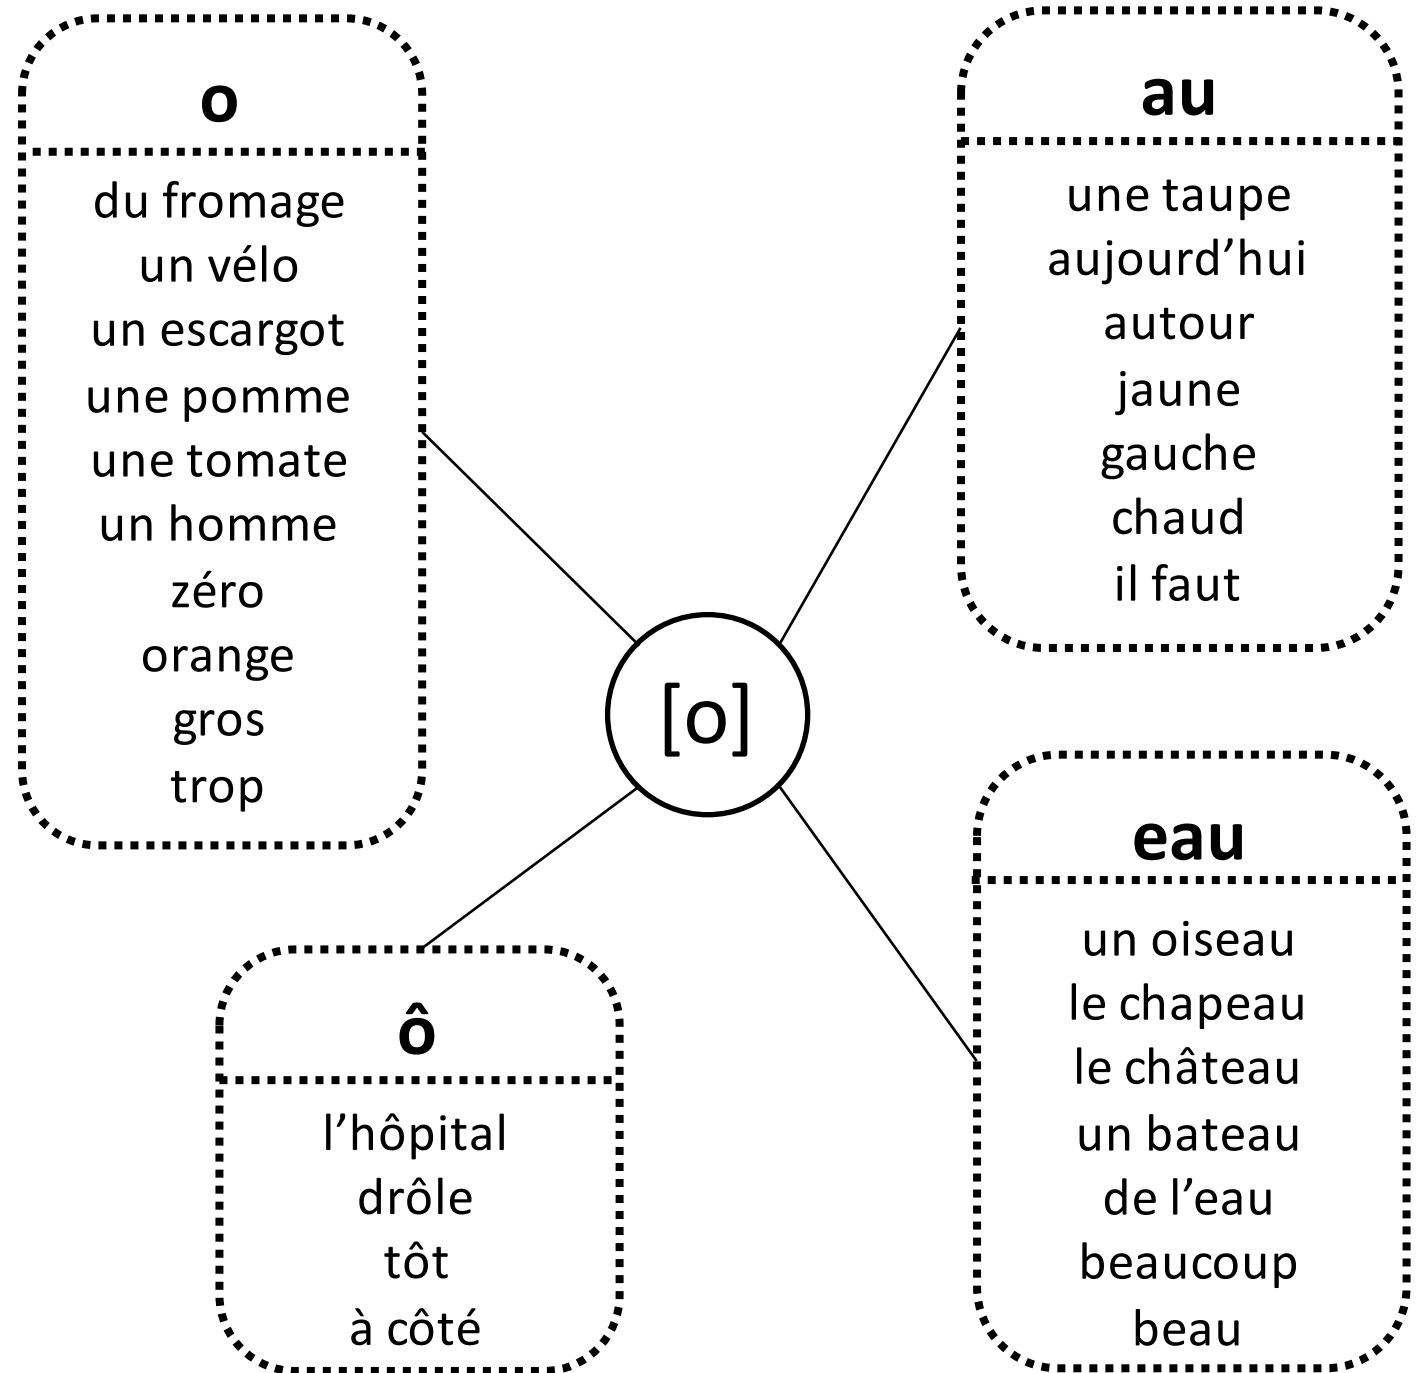 o
du fromage
un vélo
un escargot
une pomme
une tomate
un homme
zéro
orange
gros
trop
au
une taupe
aujourd’hui
autour
jaune
gauche
chaud
il faut
[o]
ô
l’hôpital
drôle
tôt
à côté
eau
un oiseau
le chapeau
le château
un bateau
de l’eau
beaucoup
beau